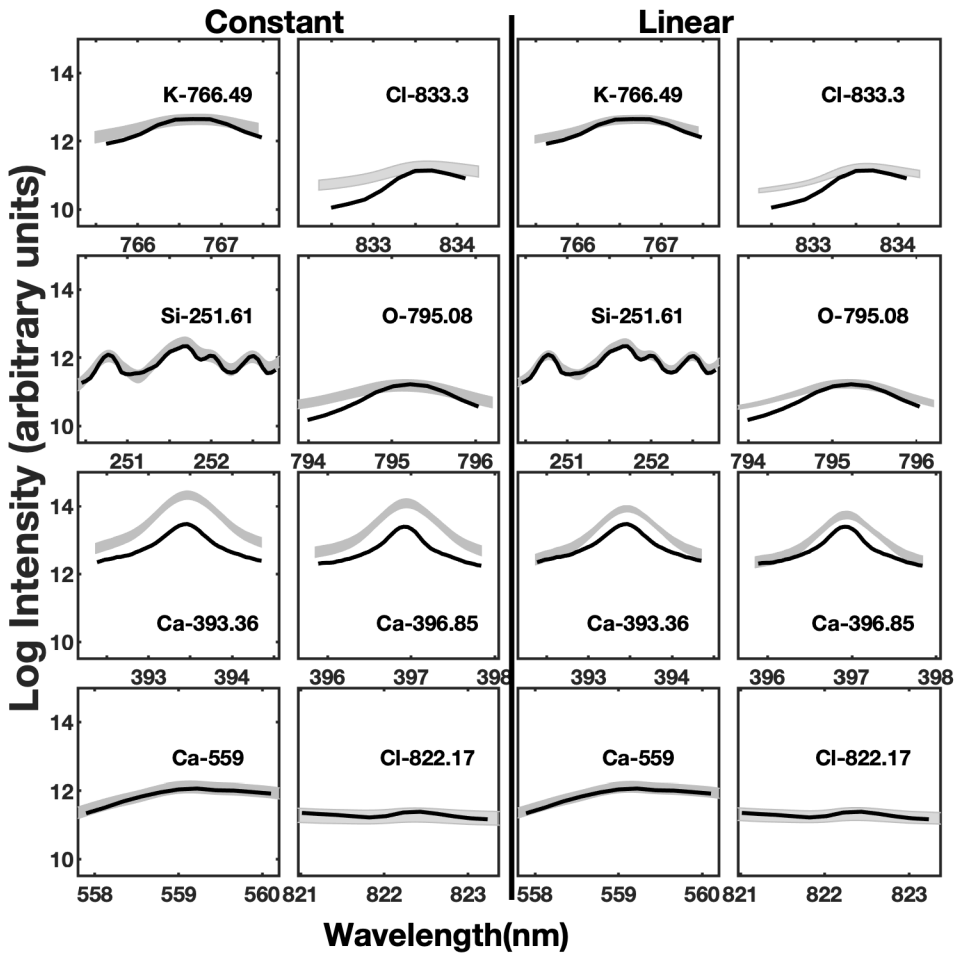 Constant Linear
K-766.49 Cl-833.3 K-766.49 Cl-833.3
14
12
10
766 767 833 834 766 767 833 834
Si-251.61 O-795.08 Si-251.61 O-795.08
14
12
10
251 252 794 795 796 251 252 794 795 796
14
12
Ca-393.36 Ca-396.85 Ca-393.36 Ca-396.85
10
393 394 396 397 398 393 394 396 397 398
Ca-559 Cl-822.17 Ca-559 Cl-822.17
14
12
10
558 559 560 821 822 823 558 559 560 821 822 823
Log Intensity (arbitrary units)
Wavelength(nm)